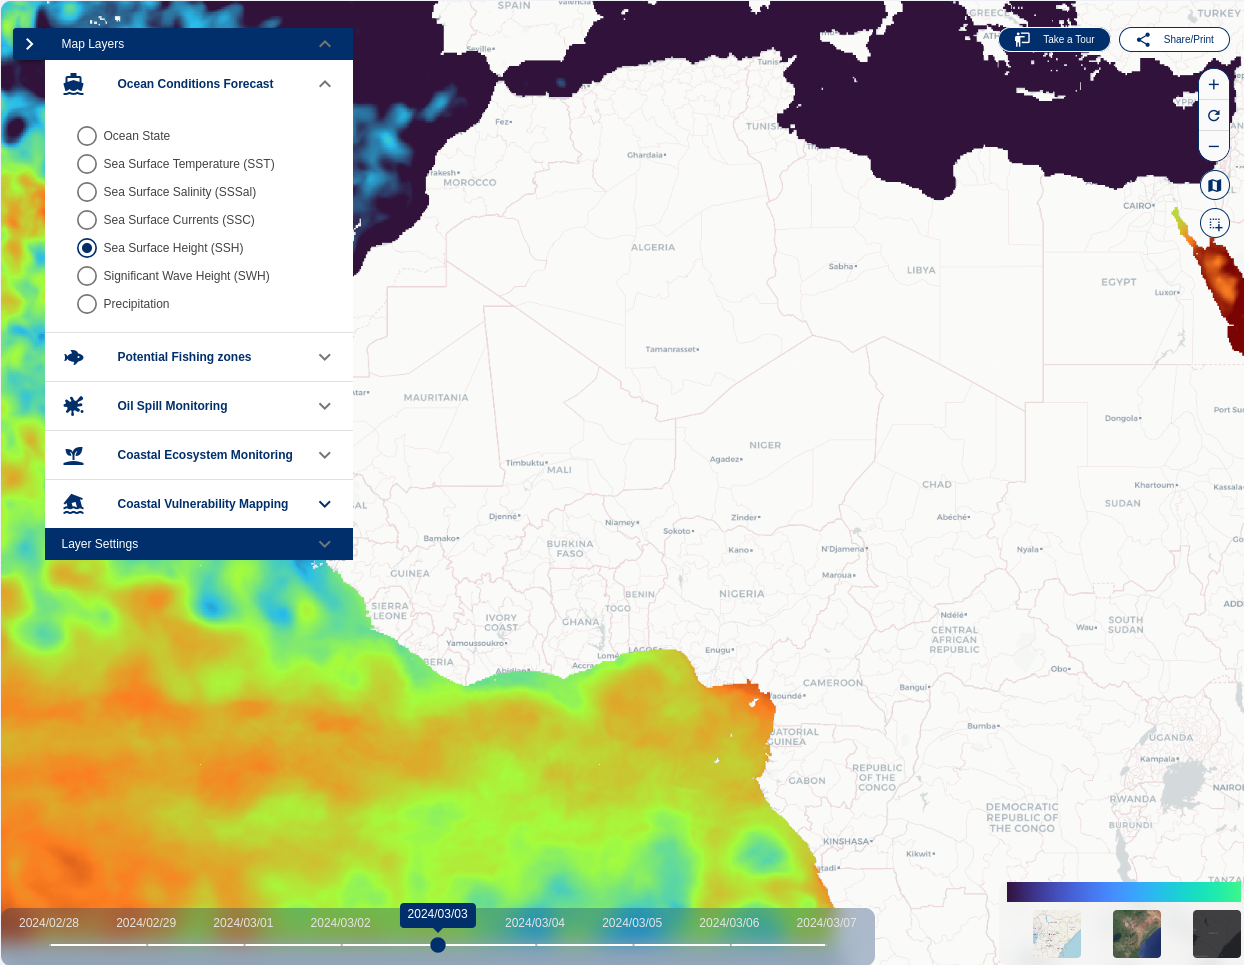 Map Layers
Ocean Conditions Forecast
Ocean State
Sea Surface Temperature (SST)
Sea Surface Salinity (SSSal)
Sea Surface Currents (SSC)
Sea Surface Height (SSH)
Significant Wave Height (SWH)
Precipitation
Potential Fishing zones
Oil Spill Monitoring
Coastal Ecosystem Monitoring
Coastal Vulnerability Mapping
Layer Settings
Take a Tour
Share/Print
SPAIN
GREECE
TURKEY
Seville
Tunis
Fez
MOROCCO
Ghardaia
CAIRO
ALGERIA
Sabha
LIBYA
EGYPT
Luxor
Tamanrasset
MAURITANIA
Dongola
Port Su
NIGER
Timbuktu
MALI
Agadez
CHAD
Khartoum
Kassala
SUDAN
Djenné
Niamey
Sokoto
Zinder
Abéché
Bamako
BURKINA
FASO
Kano
N'Djamena
Nyala
GUINEA
Maroua
BENIN
NIGERIA
SIERRA
LEONE
TOGO
IVORY
COAST
GHANA
Ndélé
ADD
SOUTH
SUDAN
Wau
CENTRAL
AFRICAN
REPUBLIC
Yamoussoukro
LAGOS
Enugu
Lomé
BERIA
Abidjan
Accra
Obo
CAMEROON
Bangui
Yaoundé
Bumba
UATORIAL
GUINEA
UGANDA
Kampala
GABON
REPUBLIC
OF THE
CONGO
NAIRO
RWANDA
DEMOCRATIC
REPUBLIC OF
THE CONGO
BURUNDI
KINSHASA
Kikwit
atadi
TANZA
2024/02/28
2024/02/29
2024/03/01
2024/03/02
2024/03/03
2024/03/04
2024/03/05
2024/03/06
2024/03/07